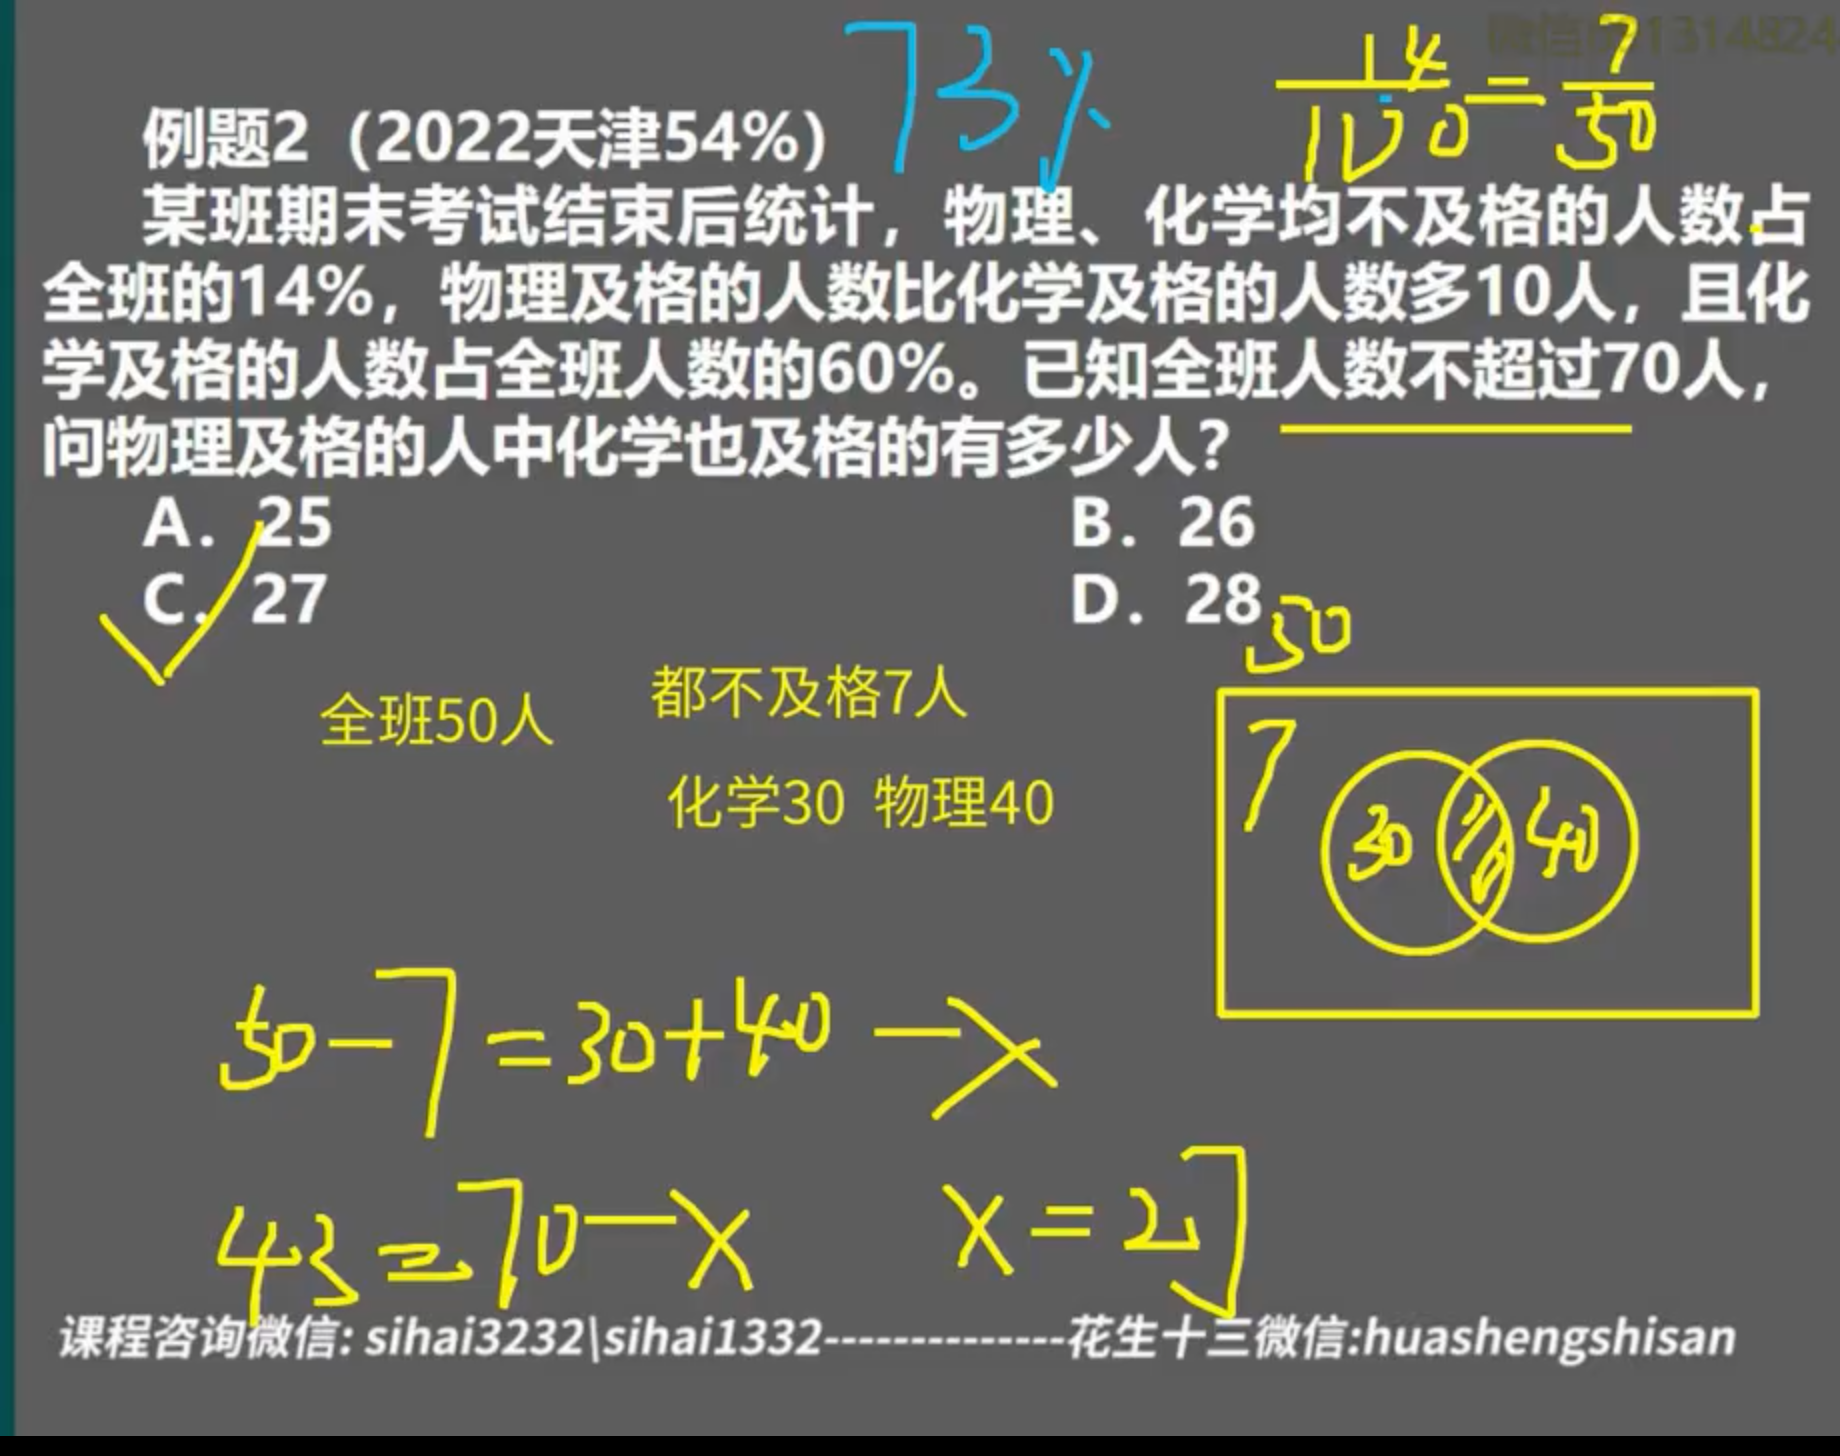 73%
14/100=7/50
例题2（2022天津54%）
某班期末考试结束后统计，物理、化学均不及格的人数占
全班的14%，物理及格的人数比化学及格的人数多10人，且化
学及格的人数占全班人数的60%。已知全班人数不超过70人，
问物理及格的人中化学也及格的有多少人？
A. 25 B. 26
C. 27 D. 28
50
全班50人 都不及格7人
化学30 物理40
7
30 40
50-7=30+40-x
43=70-x x=27
课程咨询微信: sihai3232\sihai1332--------------花生十三微信:huashengshisan